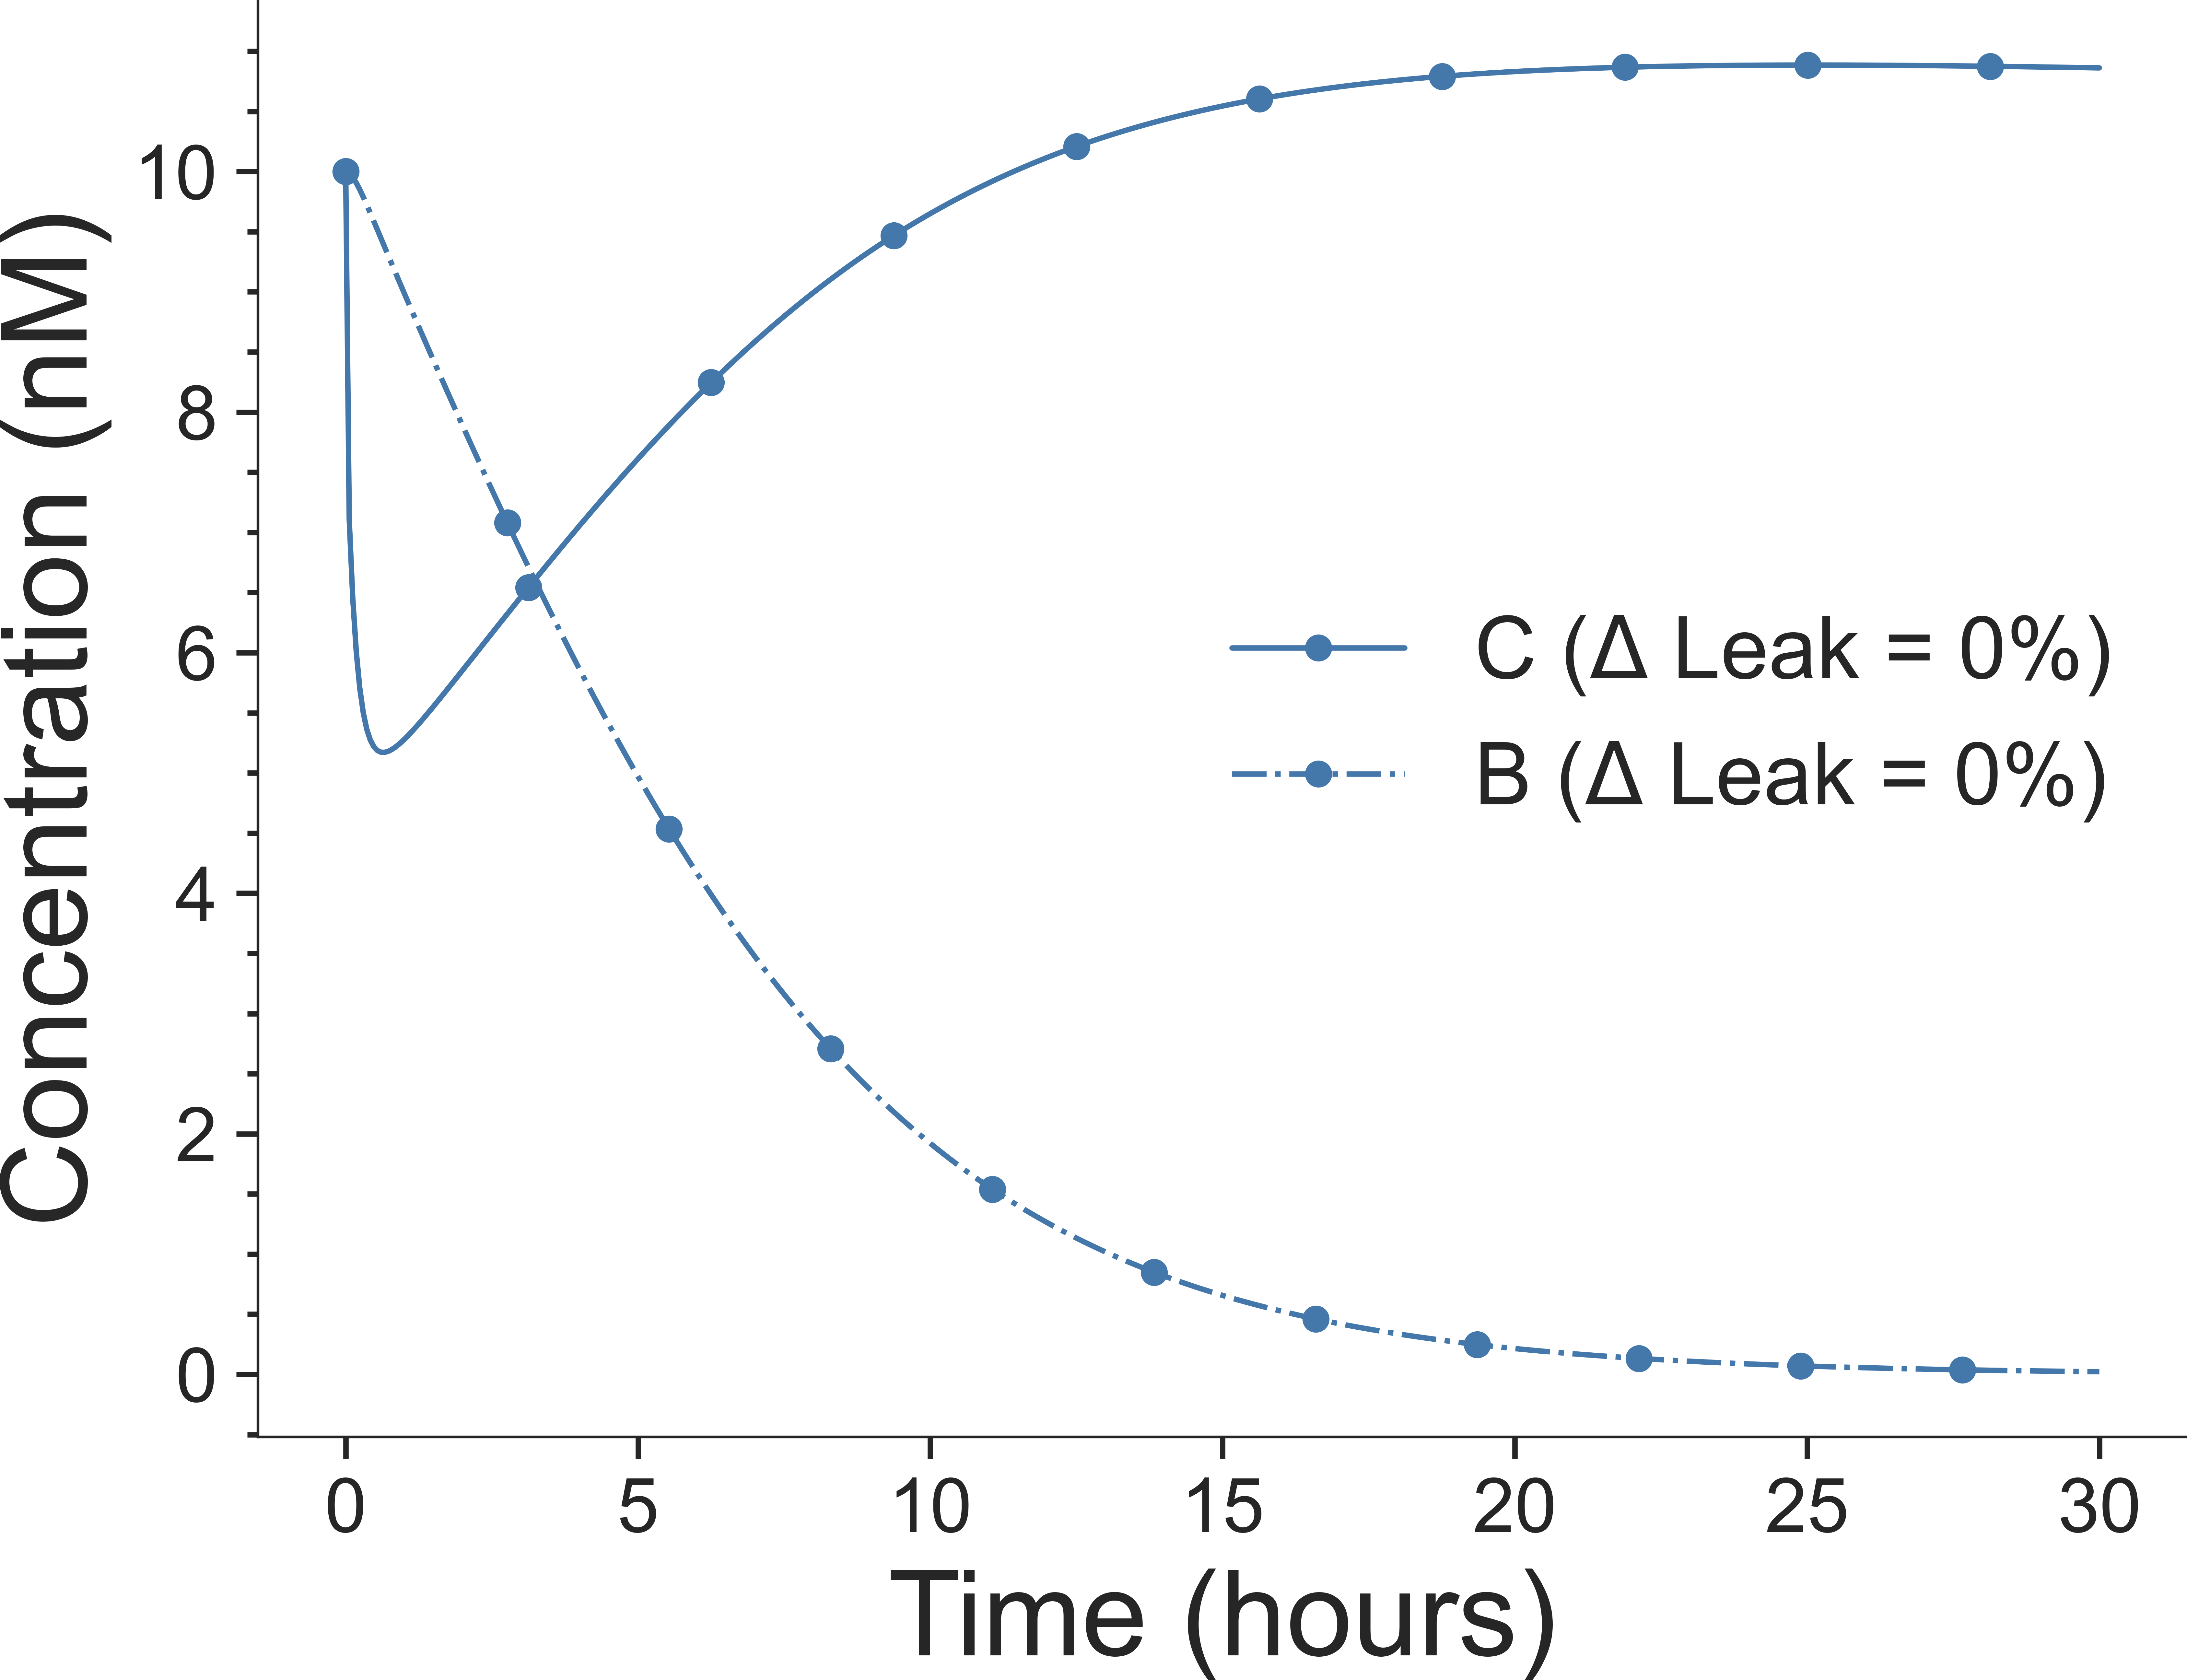 Concentration (nM)
10
8
6
4
2
0
C (Δ Leak = 0%)
B (Δ Leak = 0%)
0 5 10 15 20 25 30
Time (hours)